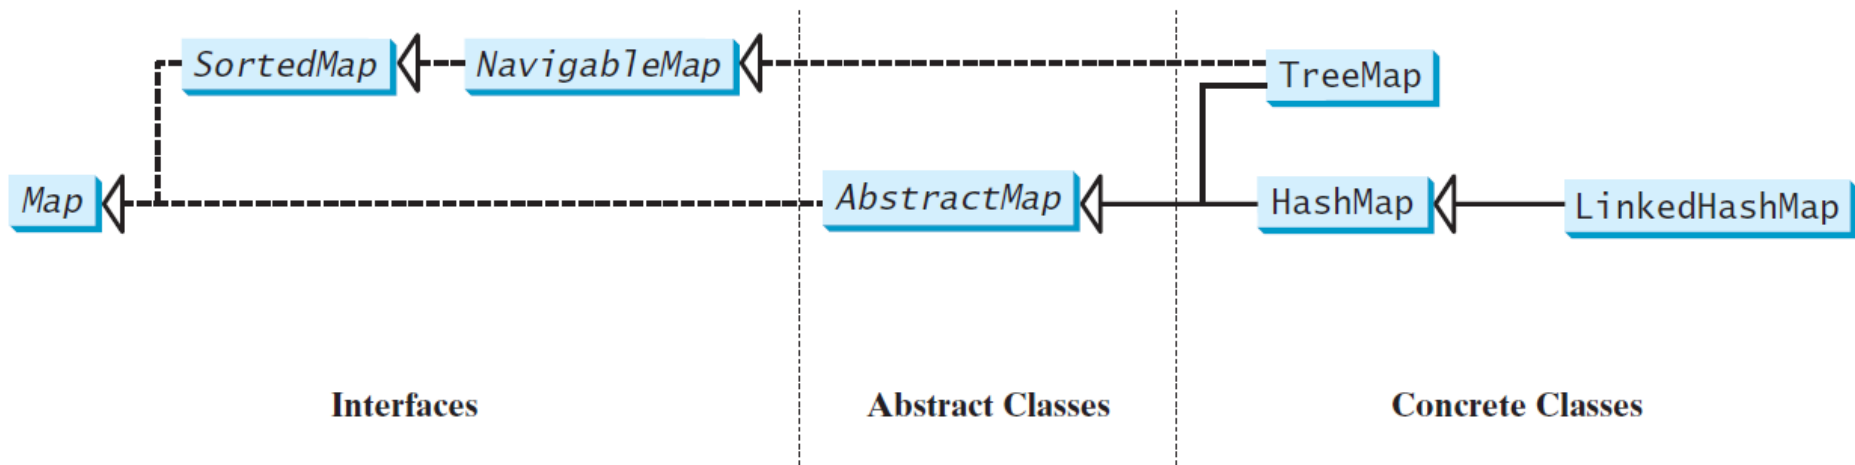 SortedMap
NavigableMap
TreeMap
Map
AbstractMap
HashMap
LinkedHashMap
Interfaces
Abstract Classes
Concrete Classes